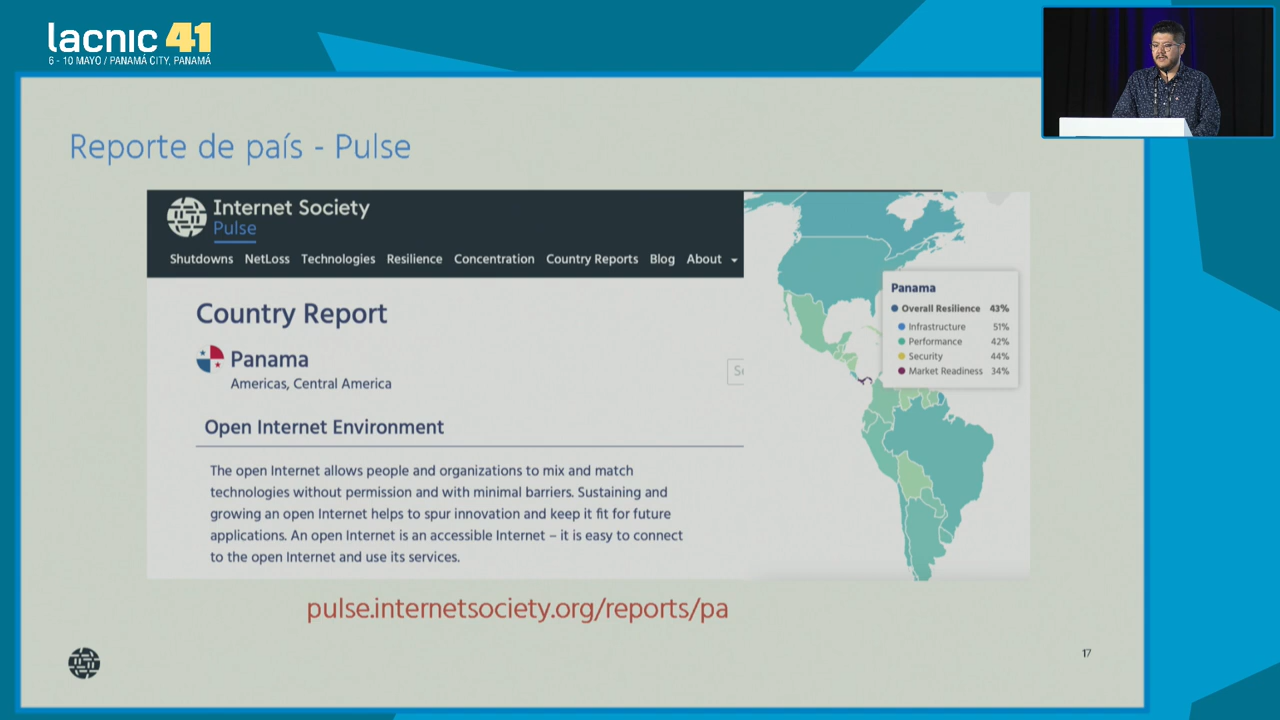 lacnic 41
6 - 10 MAYO / PANAMÁ CITY, PANAMÁ
Reporte de país - Pulse
Internet Society
Pulse
Shutdowns NetLoss Technologies Resilience Concentration Country Reports Blog About
Country Report
Panama
Americas, Central America
Open Internet Environment
The open Internet allows people and organizations to mix and match
technologies without permission and with minimal barriers. Sustaining and
growing an open Internet helps to spur innovation and keep it fit for future
applications. An open Internet is an accessible Internet – it is easy to connect
to the open Internet and use its services.
Panama
Overall Resilience 43%
Infrastructure 51%
Performance 42%
Security 44%
Market Readiness 34%
pulse.internetsociety.org/reports/pa
17